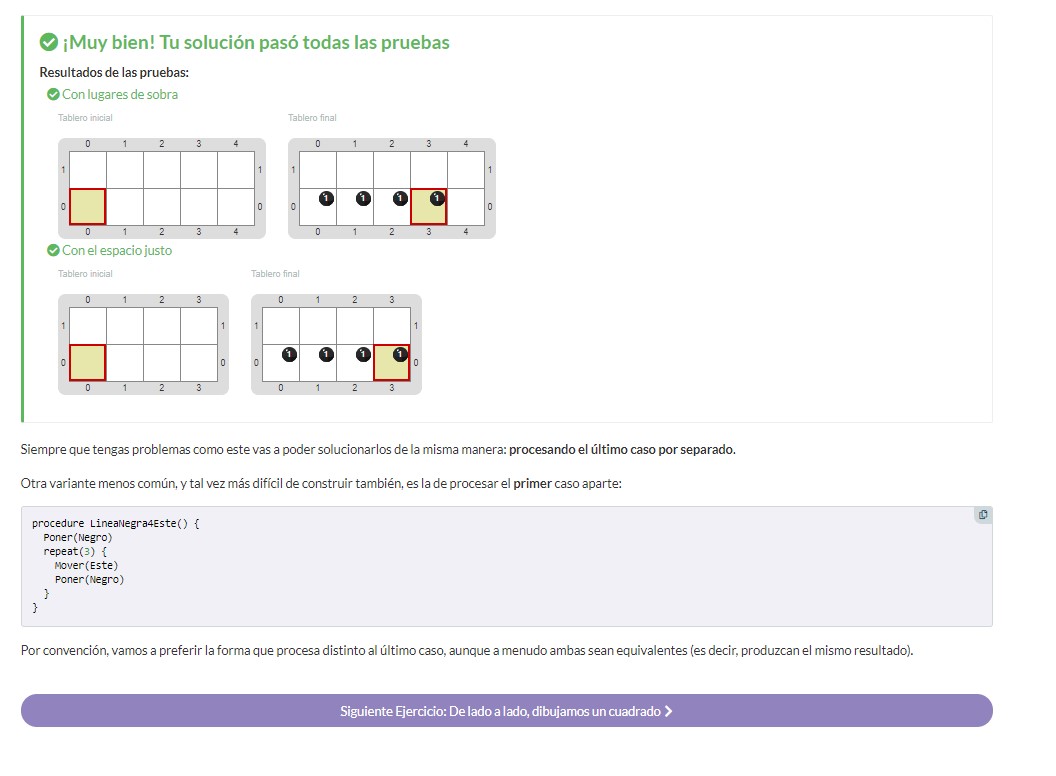 ¡Muy bien! Tu solución pasó todas las pruebas
Resultados de las pruebas:
Con lugares de sobra
Tablero inicial Tablero final
0 1 2 3 4 0 1 2 3 4
1 1 1 1
0 0 0 1 1 1 1 0
0 1 2 3 4 0 1 2 3 4
Con el espacio justo
Tablero inicial Tablero final
0 1 2 3 0 1 2 3
1 1 1 1
0 0 0 1 1 1 1 0
0 1 2 3 0 1 2 3
Siempre que tengas problemas como este vas a poder solucionarlos de la misma manera: procesando el último caso por separado.
Otra variante menos común, y tal vez más difícil de construir también, es la de procesar el primer caso aparte:
procedure LineaNegra4Este() {
  Poner(Negro)
  repeat(3) {
    Mover(Este)
    Poner(Negro)
  }
}
Por convención, vamos a preferir la forma que procesa distinto al último caso, aunque a menudo ambas sean equivalentes (es decir, produzcan el mismo resultado).
Siguiente Ejercicio: De lado a lado, dibujamos un cuadrado